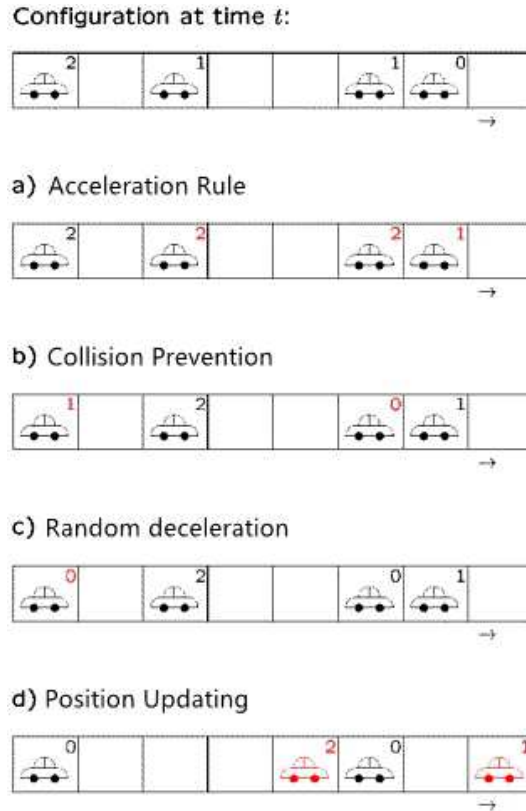 Configuration at time t:
2 1 1 0
→
a) Acceleration Rule
2 2 2 1
→
b) Collision Prevention
1 2 0 1
→
c) Random deceleration
0 2 0 1
→
d) Position Updating
0 2 0 1
→